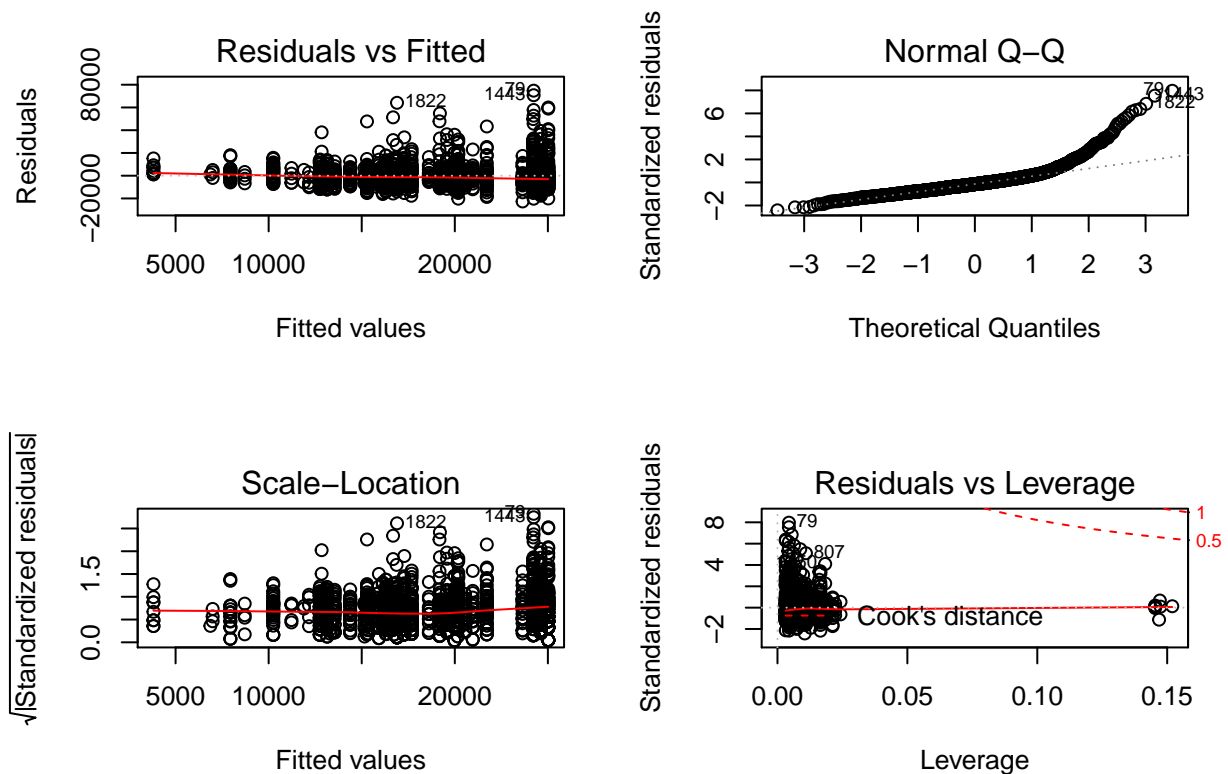 Residuals vs Fitted
Residuals
80000
−20000
79
1443
1822
5000 10000 20000
Fitted values
Normal Q−Q
Standardized residuals
6
2
−2
79
1443
1822
−3 −2 −1 0 1 2 3
Theoretical Quantiles
Scale−Location
√|Standardized residuals|
1.5
0.0
79
1443
1822
5000 10000 20000
Fitted values
Residuals vs Leverage
Standardized residuals
8
4
−2
79
807
1
0.5
Cook's distance
0.00 0.05 0.10 0.15
Leverage